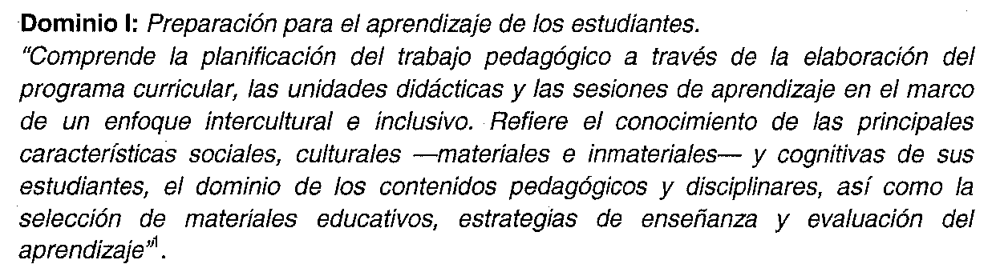 Dominio I: Preparación para el aprendizaje de los estudiantes.
"Comprende la planificación del trabajo pedagógico a través de la elaboración del
programa curricular, las unidades didácticas y las sesiones de aprendizaje en el marco
de un enfoque intercultural e inclusivo. Refiere el conocimiento de las principales
características sociales, culturales —materiales e inmateriales— y cognitivas de sus
estudiantes, el dominio de los contenidos pedagógicos y disciplinares, así como la
selección de materiales educativos, estrategias de enseñanza y evaluación del
aprendizaje"¹.